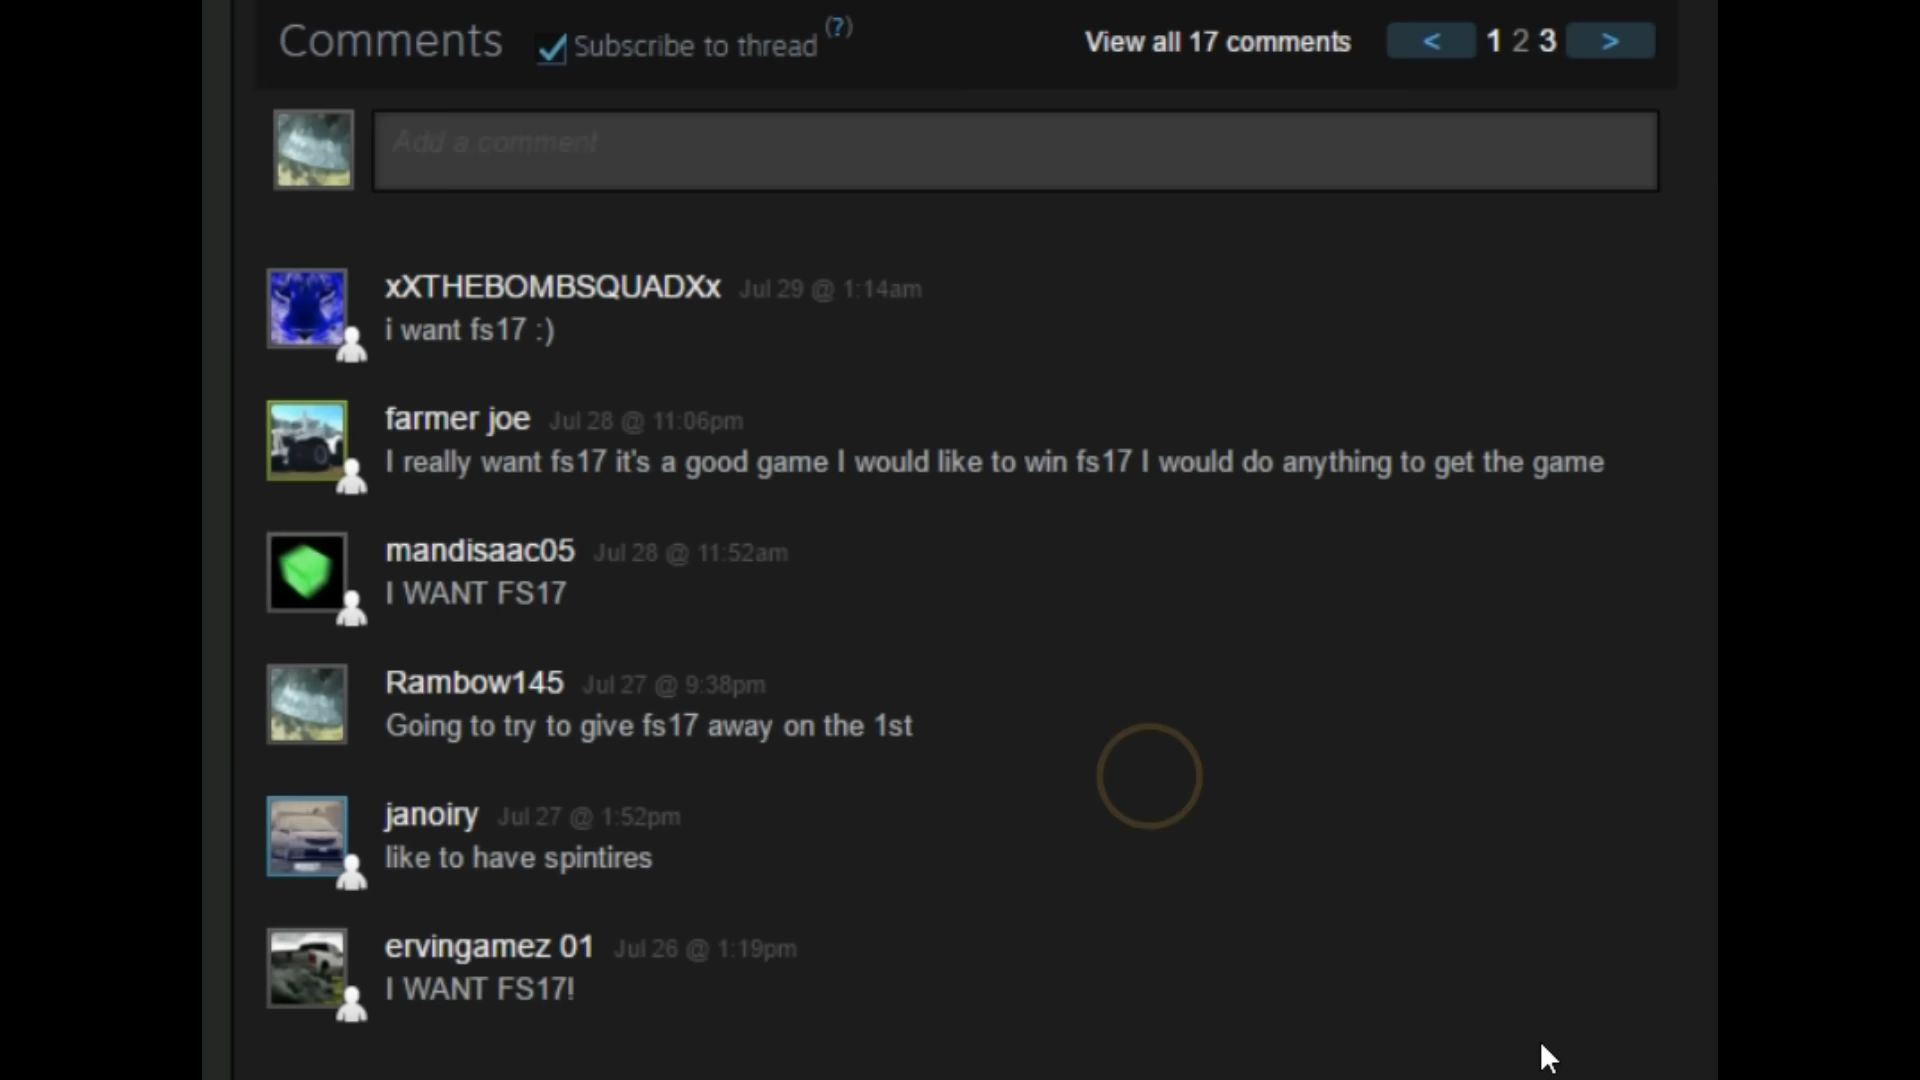 Comments Subscribe to thread (?) View all 17 comments < 1 2 3 >
Add a comment
xXTHEBOMBSQUADXx Jul 29 @ 1:14am
i want fs17 :)
farmer joe Jul 28 @ 11:06pm
I really want fs17 it's a good game I would like to win fs17 I would do anything to get the game
mandisaac05 Jul 28 @ 11:52am
I WANT FS17
Rambow145 Jul 27 @ 9:38pm
Going to try to give fs17 away on the 1st
janoiry Jul 27 @ 1:52pm
like to have spintires
ervingamez 01 Jul 26 @ 1:19pm
I WANT FS17!